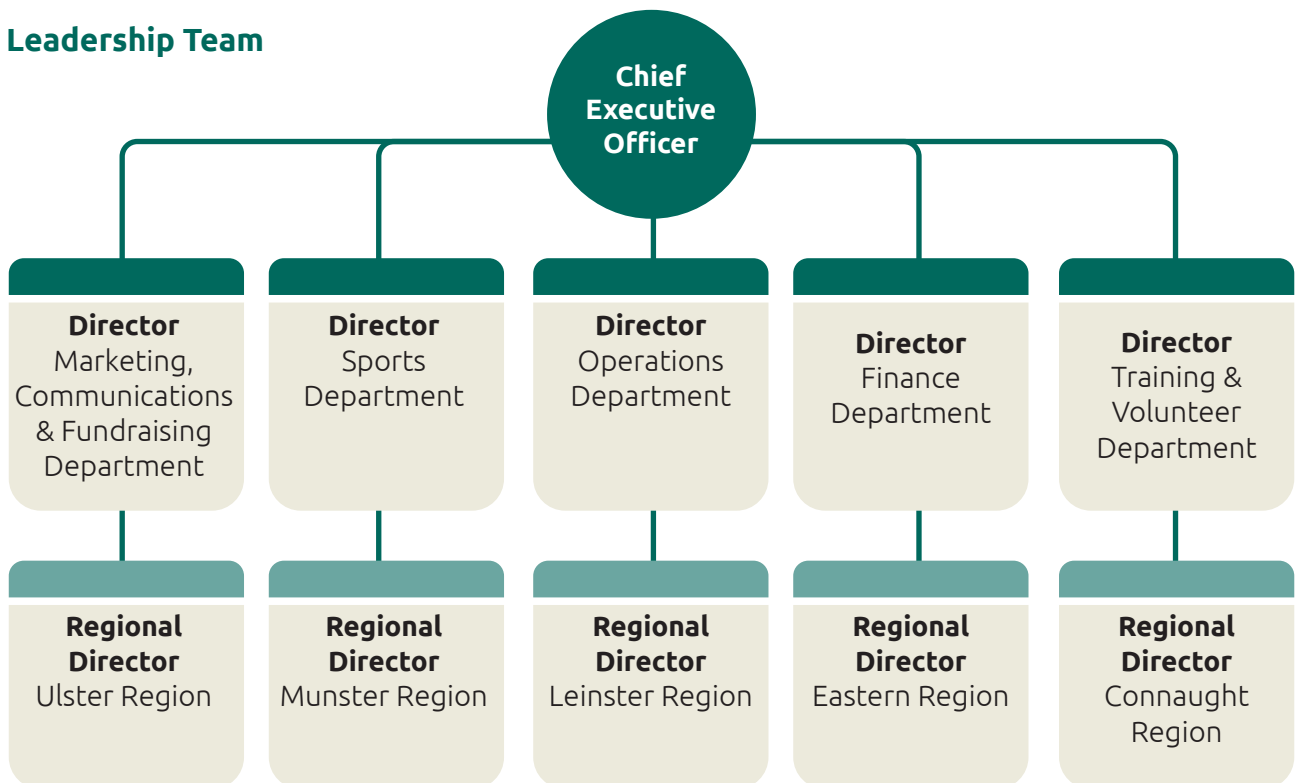 Leadership Team
Chief
Executive
Officer
Director
Marketing,
Communications
& Fundraising
Department
Director
Sports
Department
Director
Operations
Department
Director
Finance
Department
Director
Training &
Volunteer
Department
Regional
Director
Ulster Region
Regional
Director
Munster Region
Regional
Director
Leinster Region
Regional
Director
Eastern Region
Regional
Director
Connaught
Region